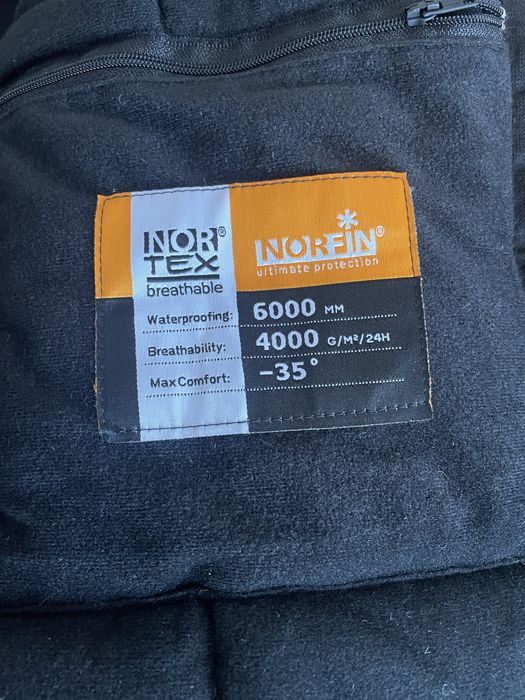 NOR®
TEX
breathable
NORFIN®
ultimate protection
Waterproofing: 6000 MM
Breathability: 4000 G/M²/24H
Max Comfort: -35°